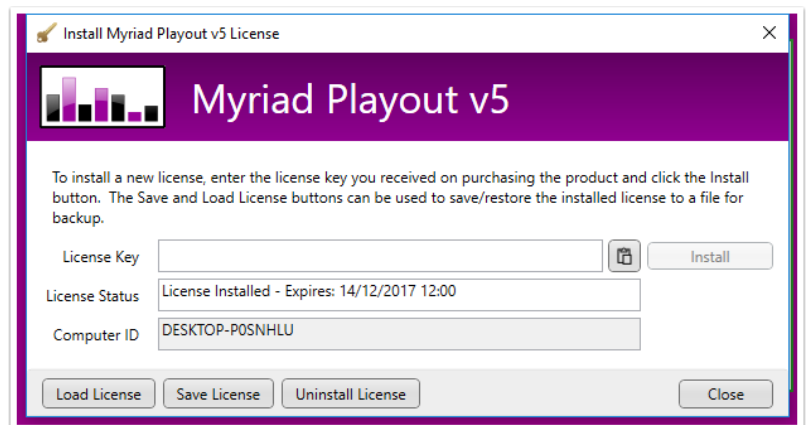 Install Myriad Playout v5 License
Myriad Playout v5
To install a new license, enter the license key you received on purchasing the product and click the Install
button. The Save and Load License buttons can be used to save/restore the installed license to a file for
backup.
License Key
Install
License Status
License Installed - Expires: 14/12/2017 12:00
Computer ID
DESKTOP-P0SNHLU
Load License
Save License
Uninstall License
Close